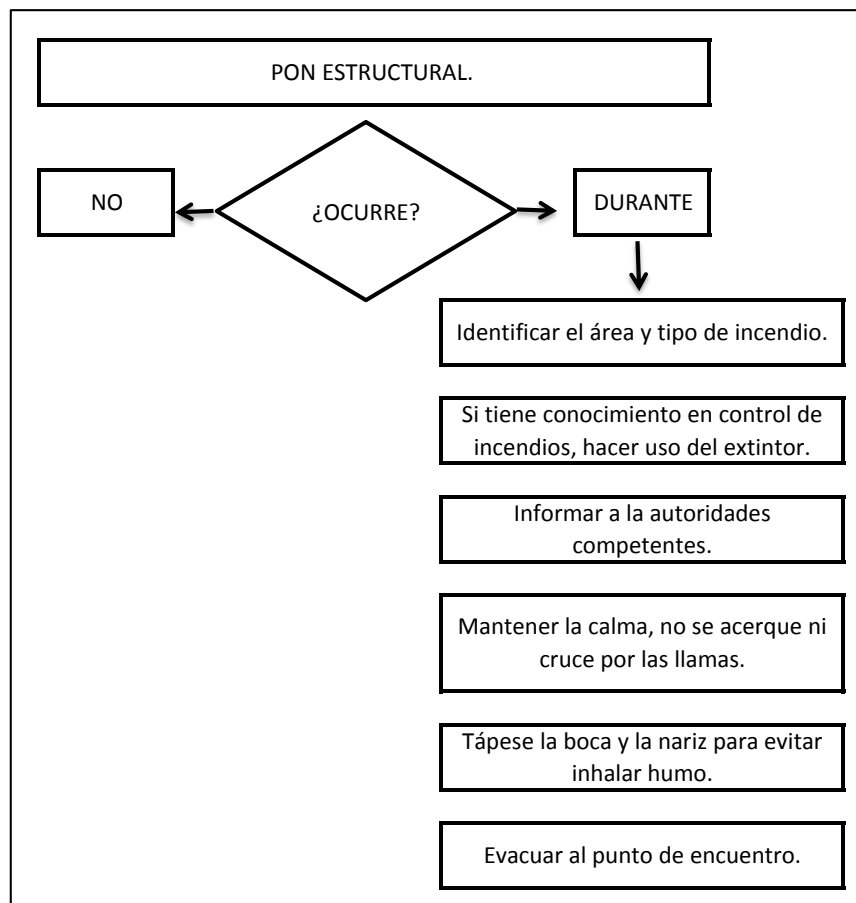 PON ESTRUCTURAL.
NO
¿OCURRE?
DURANTE
Identificar el área y tipo de incendio.
Si tiene conocimiento en control de
incendios, hacer uso del extintor.
Informar a la autoridades
competentes.
Mantener la calma, no se acerque ni
cruce por las llamas.
Tápese la boca y la nariz para evitar
inhalar humo.
Evacuar al punto de encuentro.